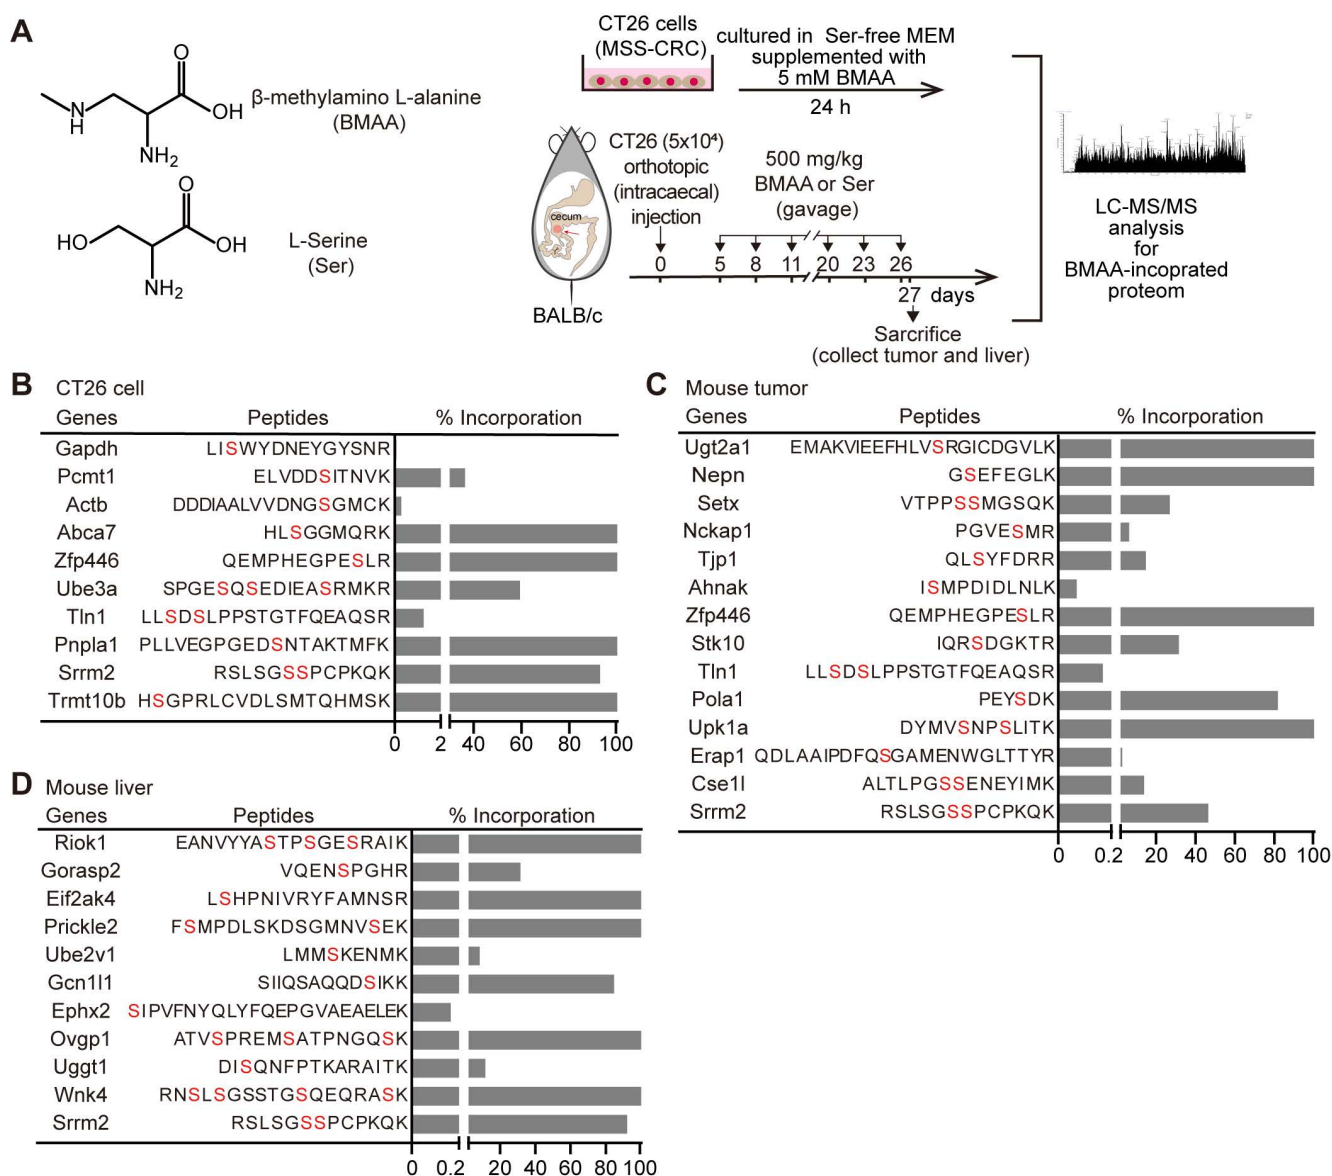 A
O
OH
N
H
NH2
β-methylamino L-alanine
(BMAA)
O
HO
OH
NH2
L-Serine
(Ser)
CT26 cells
(MSS-CRC)
cultured in Ser-free MEM
supplemented with
5 mM BMAA
24 h
cecum
BALB/c
CT26 (5x10⁴)
orthotopic
(intracaecal)
injection
500 mg/kg
BMAA or Ser
(gavage)
0 5 8 11 20 23 26
27 days
Sarcrifice
(collect tumor and liver)
LC-MS/MS
analysis
for
BMAA-incoprated
proteom
B CT26 cell
Genes Peptides % Incorporation
Gapdh LISWYDNEYGYSNR
Pcmt1 ELVDDSITNVK
Actb DDDIAALVVDNGSGMCK
Abca7 HLSGGMQRK
Zfp446 QEMPHEGPESLR
Ube3a SPGESQSEDIEASRMKR
Tln1 LLSDSLPPSTGTFQEAQSR
Pnpla1 PLLVEGPGEDSNTAKTMFK
Srrm2 RSLSGSSPCPKQK
Trmt10b HSGPRLCVDLSMTQHMSK
0 2 40 60 80 100
C Mouse tumor
Genes Peptides % Incorporation
Ugt2a1 EMAKVIEEFHLVSRGICDGVLK
Nepn GSEFEGLK
Setx VTPPSSMGSQK
Nckap1 PGVESMR
Tjp1 QLSYFDRR
Ahnak ISMPDIDLNLK
Zfp446 QEMPHEGPESLR
Stk10 IQRSDGKTR
Tln1 LLSDSLPPSTGTFQEAQSR
Pola1 PEYSDK
Upk1a DYMVSNPSLITK
Erap1 QDLAAIPDFQSGAMENWGLTTYR
Cse1l ALTLPGSSENEYIMK
Srrm2 RSLSGSSPCPKQK
0 0.2 20 40 60 80 100
D Mouse liver
Genes Peptides % Incorporation
Riok1 EANVYYASTPSGESRAIK
Gorasp2 VQENSPGHR
Eif2ak4 LSHPNIVRYFAMNSR
Prickle2 FSMPDLSKDSGMNVSEK
Ube2v1 LMMSKENMK
Gcn1l1 SIIQSAQQDSIKK
Ephx2 SIPVFNYQLYFQEPGVAEAELEK
Ovgp1 ATVSPREMSATPNGQSK
Uggt1 DISQNFPTKARAITK
Wnk4 RNSLSGSSTGSQEQRASK
Srrm2 RSLSGSSPCPKQK
0 0.2 20 40 60 80 100